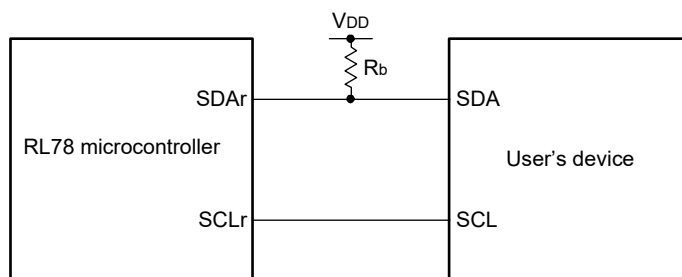 VDD
Rb
SDAr SDA
RL78 microcontroller
User’s device
SCLr SCL